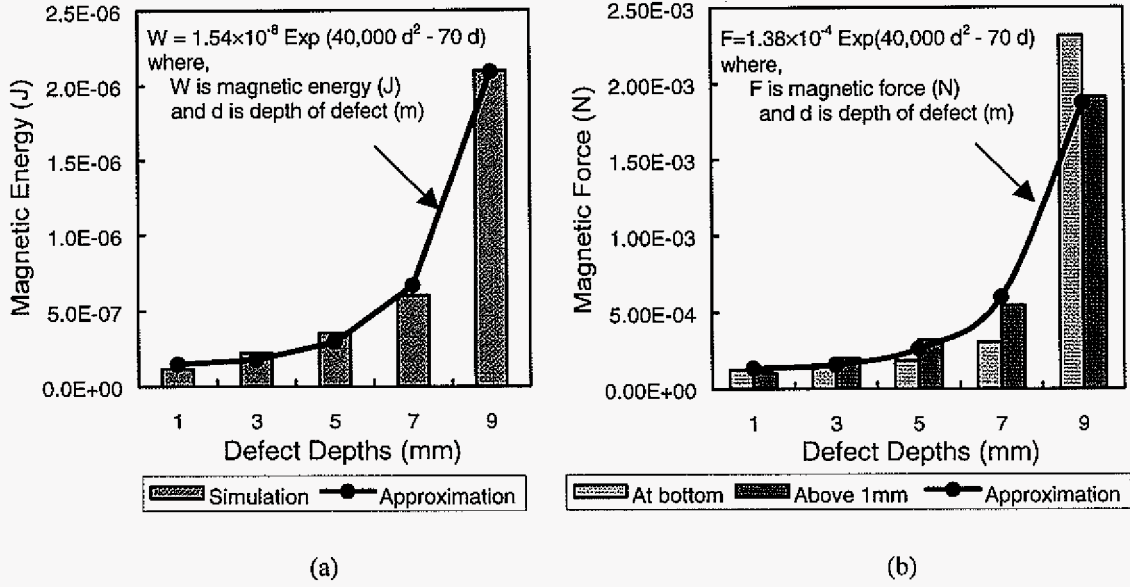 2.5E-06
2.0E-06
1.5E-06
1.0E-06
5.0E-07
0.0E+00
Magnetic Energy (J)
W = 1.54×10⁻⁸ Exp (40,000 d² - 70 d)
where,
W is magnetic energy (J)
and d is depth of defect (m)
1 3 5 7 9
Defect Depths (mm)
Simulation Approximation
(a)
2.50E-03
2.00E-03
1.50E-03
1.00E-03
5.00E-04
0.00E+00
Magnetic Force (N)
F=1.38×10⁻⁴ Exp(40,000 d² - 70 d)
where,
F is magnetic force (N)
and d is depth of defect (m)
1 3 5 7 9
Defect Depths (mm)
At bottom Above 1mm Approximation
(b)